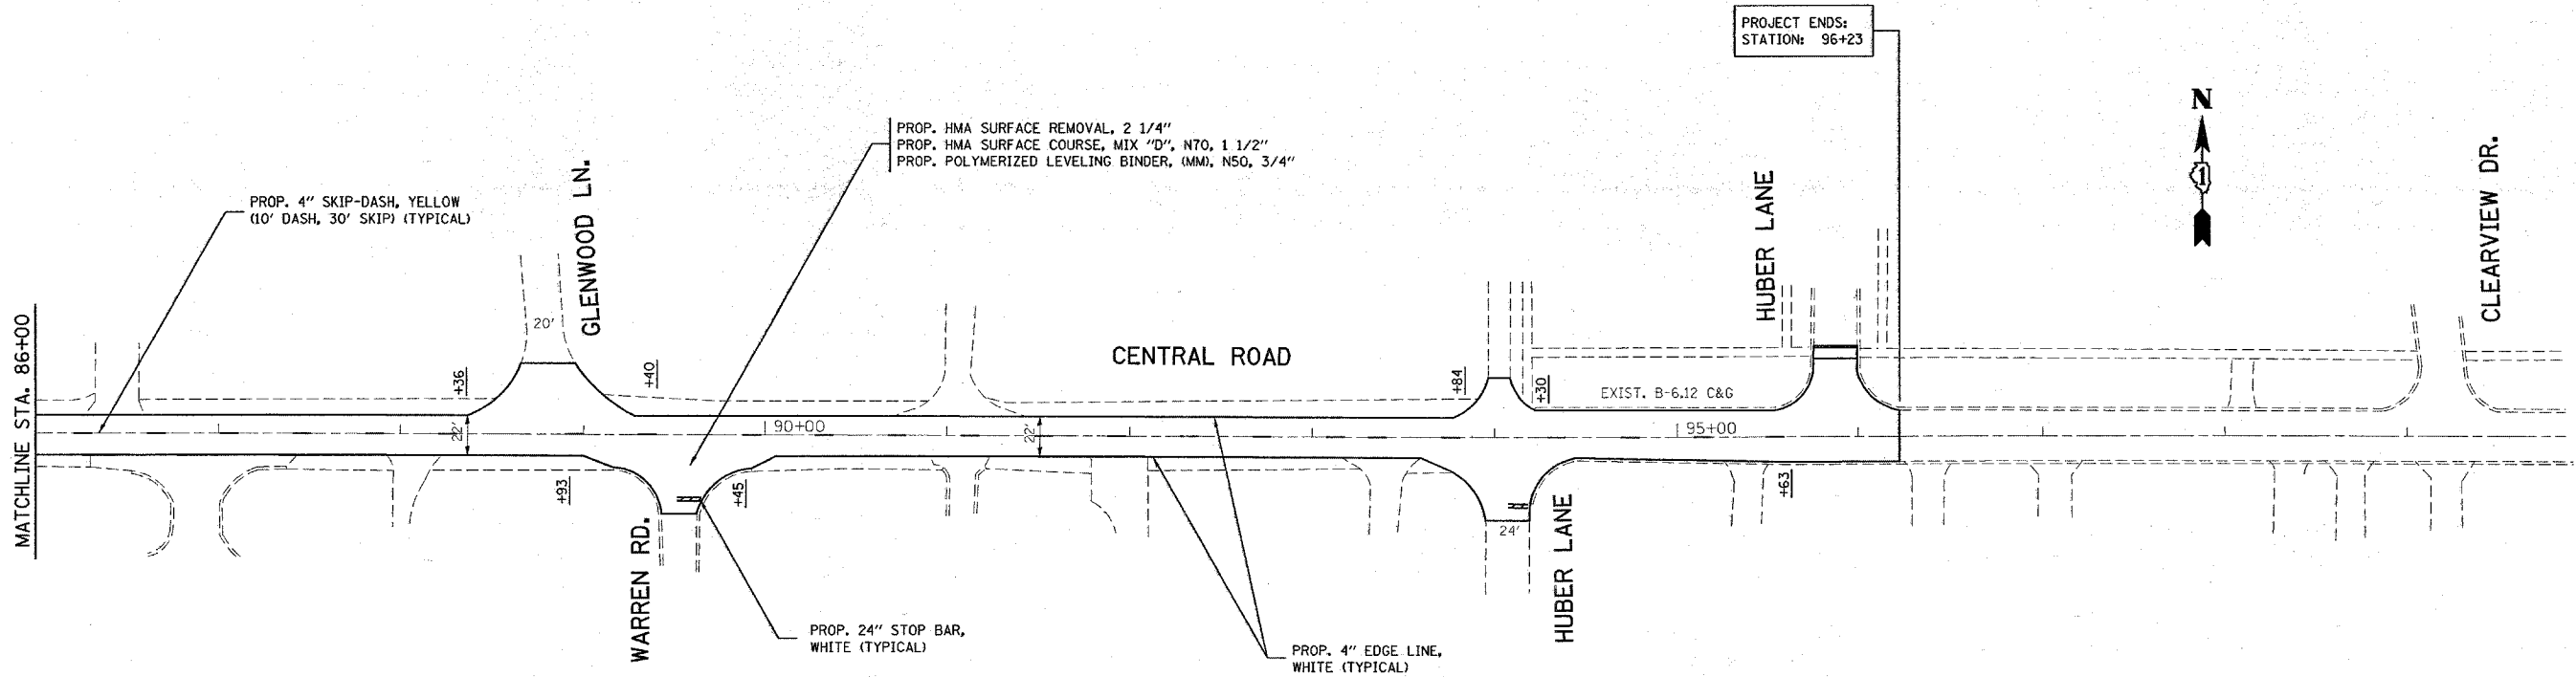 PROJECT ENDS:
STATION: 96+23
N
1
PROP. HMA SURFACE REMOVAL, 2 1/4"
PROP. HMA SURFACE COURSE, MIX "D", N70, 1 1/2"
PROP. POLYMERIZED LEVELING BINDER, (MM), N50, 3/4"
PROP. 4" SKIP-DASH, YELLOW
(10' DASH, 30' SKIP) (TYPICAL)
GLENWOOD LN.
HUBER LANE
CLEARVIEW DR.
MATCHLINE STA. 86+00
20'
CENTRAL ROAD
+36
+40
+84
+30
EXIST. B-6.12 C&G
22'
90+00
22'
95+00
+93
+45
+63
WARREN RD.
24'
HUBER LANE
PROP. 24" STOP BAR,
WHITE (TYPICAL)
PROP. 4" EDGE LINE,
WHITE (TYPICAL)